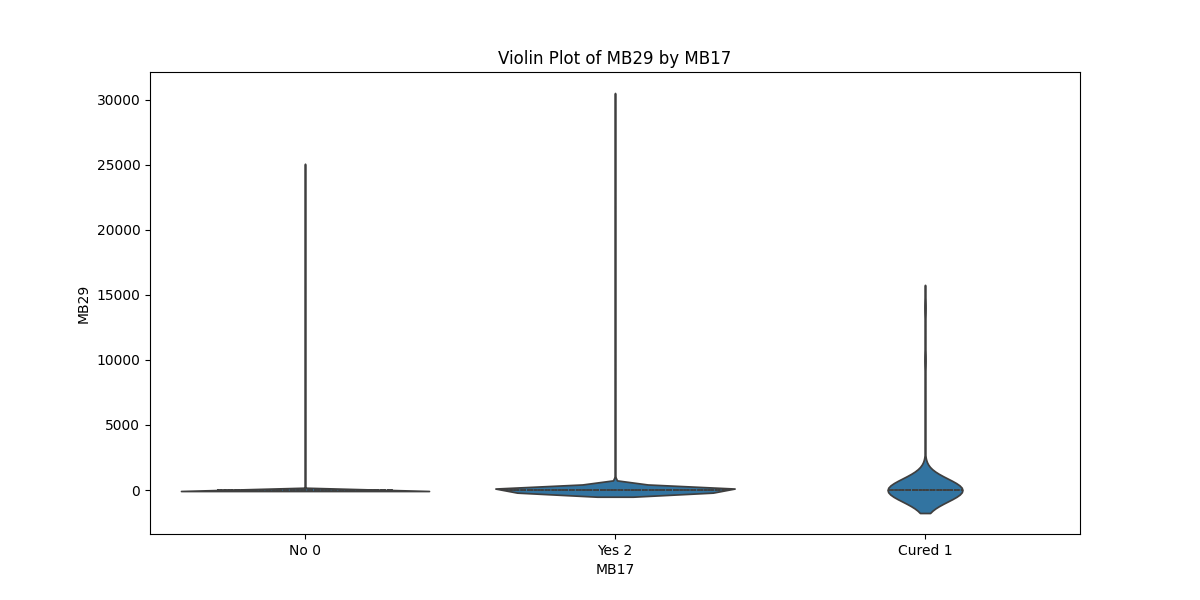 Violin Plot of MB29 by MB17
MB29
30000
25000
20000
15000
10000
5000
0
No 0
Yes 2
Cured 1
MB17